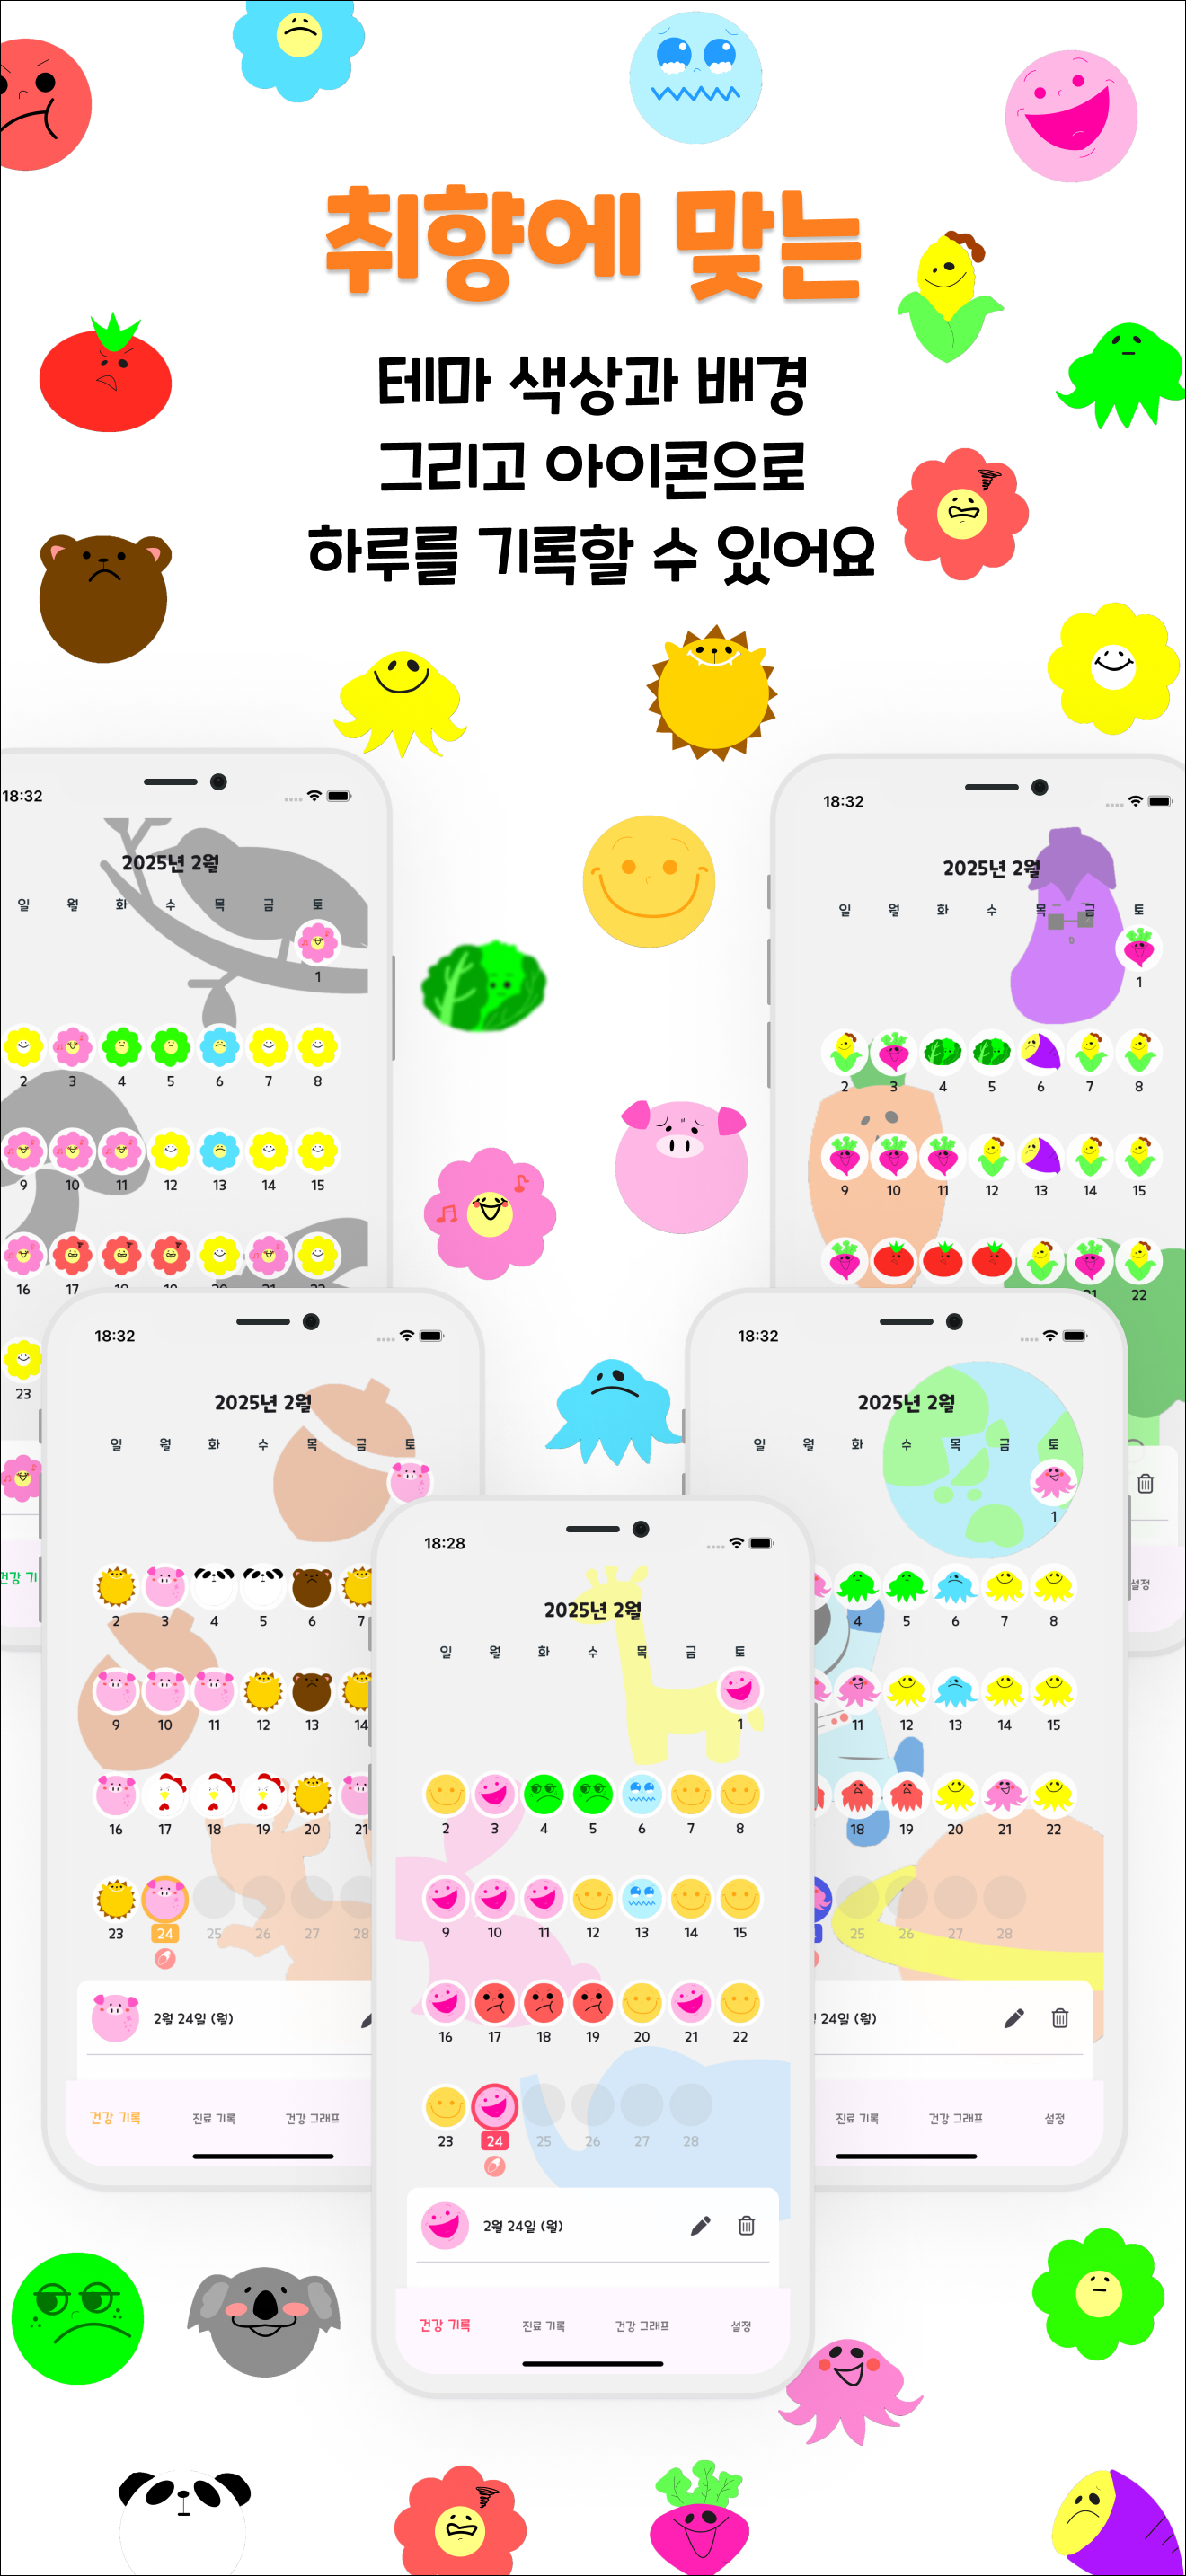 취향에 맞는
테마 색상과 배경
그리고 아이콘으로
하루를 기록할 수 있어요
18:32
2025년 2월
일 월 화 수 목 금 토
1
2 3 4 5 6 7 8
9 10 11 12 13 14 15
16 17 18 19 20 21 22
23
건강 기
18:32
2025년 2월
일 월 화 수 목 금 토
1
2 3 4 5 6 7 8
9 10 11 12 13 14 15
21 22
설정
18:32
2025년 2월
일 월 화 수 목 금 토
2 3 4 5 6 7
9 10 11 12 13 14
16 17 18 19 20 21
23 24 25 26 27 28
2월 24일 (월)
건강 기록 진료 기록 건강 그래프
18:32
2025년 2월
일 월 화 수 목 금 토
1
4 5 6 7 8
11 12 13 14 15
18 19 20 21 22
25 26 27 28
24일 (월)
진료 기록 건강 그래프 설정
18:28
2025년 2월
일 월 화 수 목 금 토
1
2 3 4 5 6 7 8
9 10 11 12 13 14 15
16 17 18 19 20 21 22
23 24 25 26 27 28
2월 24일 (월)
건강 기록 진료 기록 건강 그래프 설정